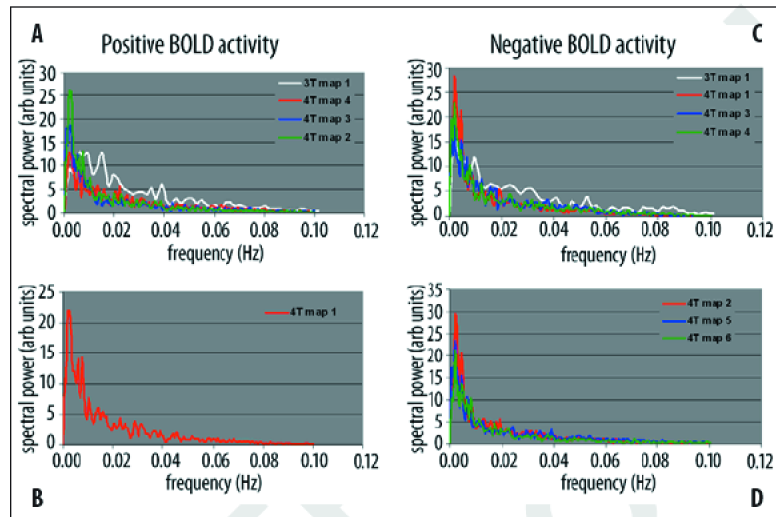 A
Positive BOLD activity
spectral power (arb units)
30
25
20
15
10
5
0
3T map 1
4T map 4
4T map 3
4T map 2
0.00 0.02 0.04 0.06 0.08 0.10 0.12
frequency (Hz)
C
Negative BOLD activity
spectral power (arb units)
30
25
20
15
10
5
0
3T map 1
4T map 1
4T map 3
4T map 4
0.00 0.02 0.04 0.06 0.08 0.10 0.12
frequency (Hz)
spectral power (arb units)
25
20
15
10
5
0
4T map 1
0.00 0.02 0.04 0.06 0.08 0.10 0.12
frequency (Hz)
B
spectral power (arb units)
35
30
25
20
15
10
5
0
4T map 2
4T map 5
4T map 6
0.00 0.02 0.04 0.06 0.08 0.10 0.12
frequency (Hz)
D